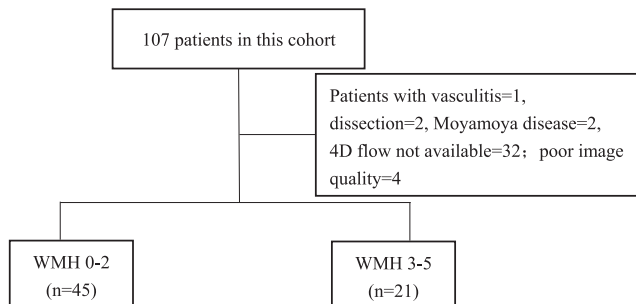 107 patients in this cohort
Patients with vasculitis=1,
dissection=2, Moyamoya disease=2,
4D flow not available=32；poor image
quality=4
WMH 0-2
(n=45)
WMH 3-5
(n=21)